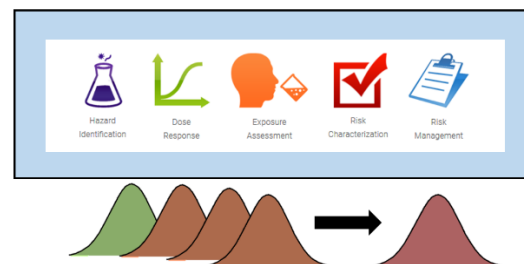 Hazard
Identification
Dose
Response
Exposure
Assessment
Risk
Characterization
Risk
Management